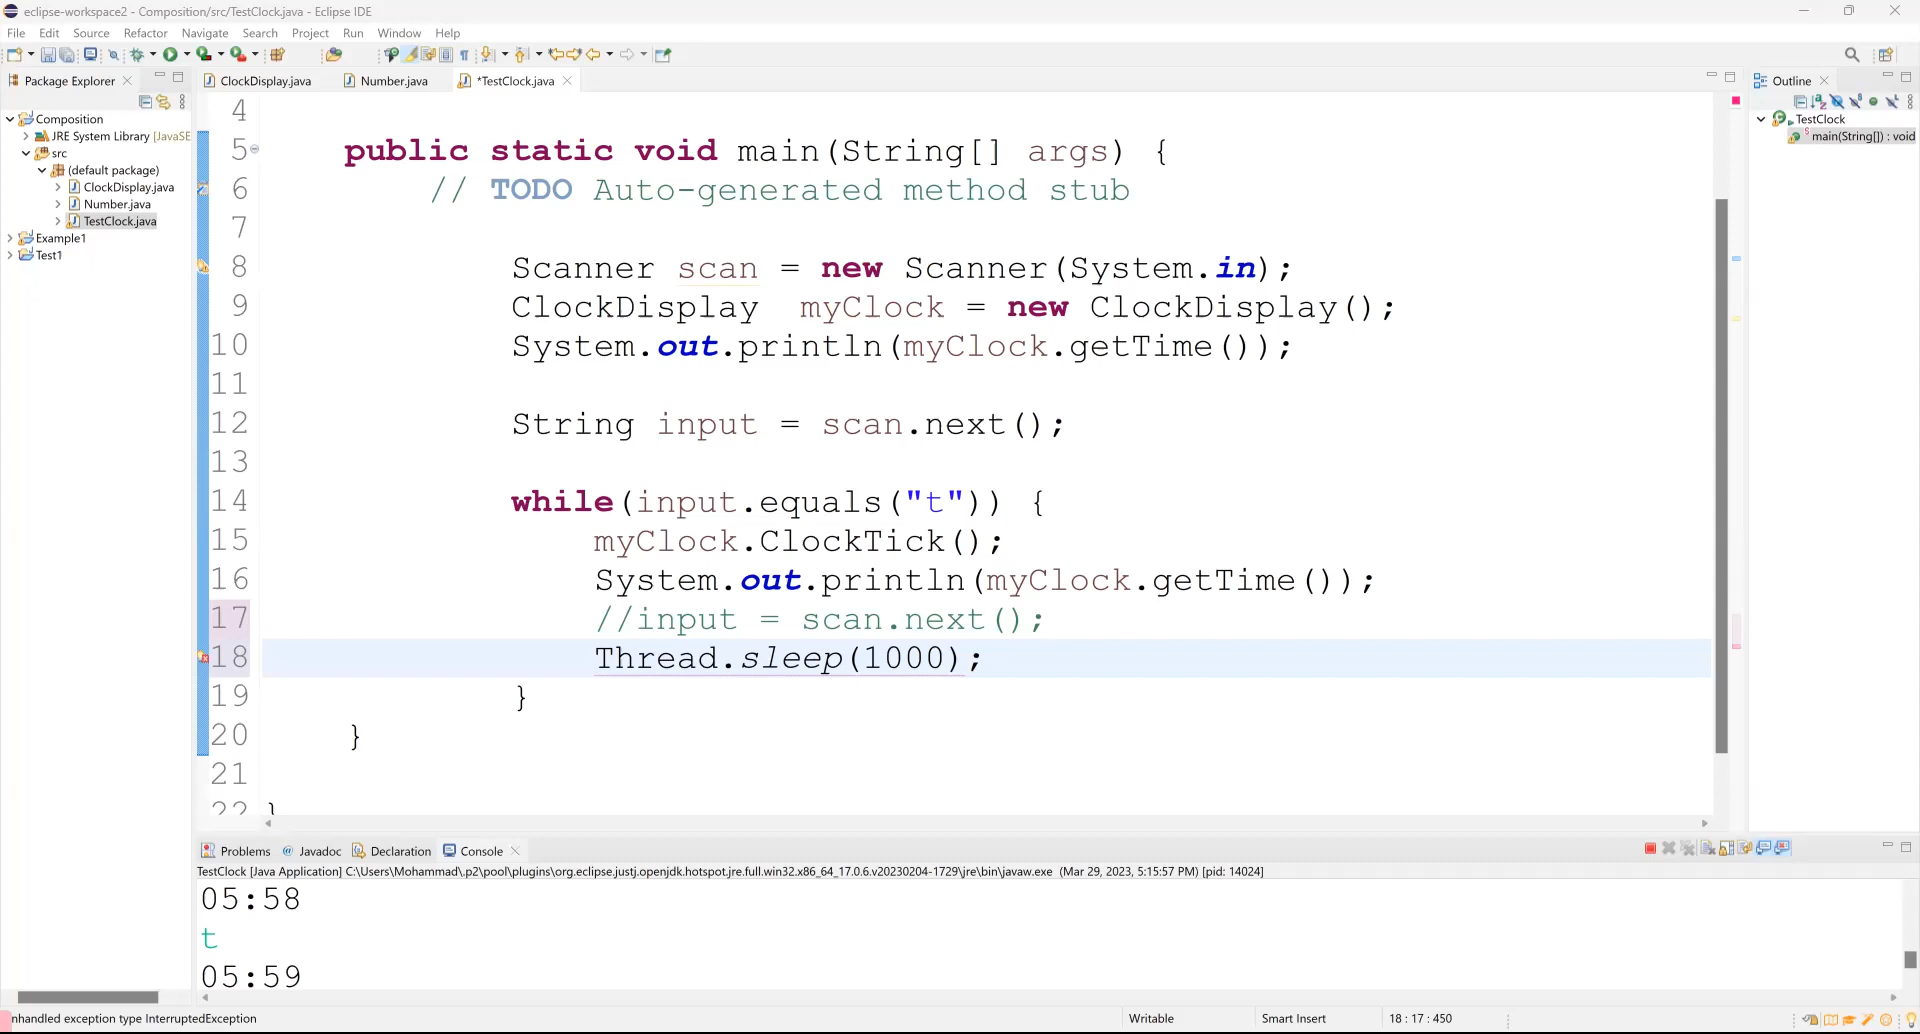 eclipse-workspace2 - Composition/src/TestClock.java - Eclipse IDE
File Edit Source Refactor Navigate Search Project Run Window Help
Package Explorer
Composition
JRE System Library [JavaSE
src
(default package)
ClockDisplay.java
Number.java
TestClock.java
Example1
Test1
ClockDisplay.java Number.java *TestClock.java
4
5 public static void main(String[] args) {
6 // TODO Auto-generated method stub
7
8 Scanner scan = new Scanner(System.in);
9 ClockDisplay  myClock = new ClockDisplay();
10 System.out.println(myClock.getTime());
11
12 String input = scan.next();
13
14 while(input.equals("t")) {
15 myClock.ClockTick();
16 System.out.println(myClock.getTime());
17 //input = scan.next();
18 Thread.sleep(1000);
19 }
20 }
21
22 }
Outline
TestClock
main(String[]) : void
Problems Javadoc Declaration Console
TestClock [Java Application] C:\Users\Mohammad\.p2\pool\plugins\org.eclipse.justj.openjdk.hotspot.jre.full.win32.x86_64_17.0.6.v20230204-1729\jre\bin\javaw.exe (Mar 29, 2023, 5:15:57 PM) [pid: 14024]
05:58
t
05:59
nhandled exception type InterruptedException Writable Smart Insert 18 : 17 : 450